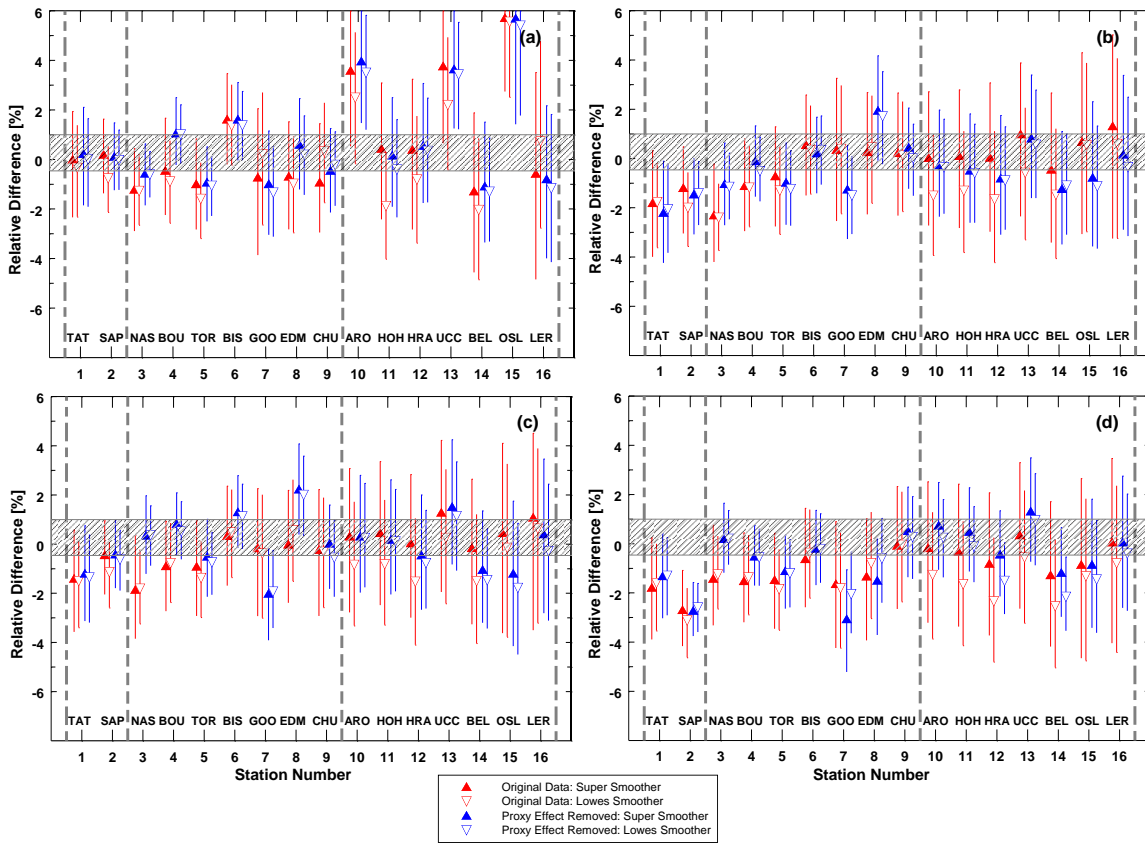 6
4
2
0
-2
-4
-6
Relative Difference [%]
(a)
TAT SAP NAS BOU TOR BIS GOO EDM CHU ARO HOH HRA UCC BEL OSL LER
1 2 3 4 5 6 7 8 9 10 11 12 13 14 15 16
6
4
2
0
-2
-4
-6
Relative Difference [%]
(b)
TAT SAP NAS BOU TOR BIS GOO EDM CHU ARO HOH HRA UCC BEL OSL LER
1 2 3 4 5 6 7 8 9 10 11 12 13 14 15 16
6
4
2
0
-2
-4
-6
Relative Difference [%]
(c)
TAT SAP NAS BOU TOR BIS GOO EDM CHU ARO HOH HRA UCC BEL OSL LER
1 2 3 4 5 6 7 8 9 10 11 12 13 14 15 16
Station Number
6
4
2
0
-2
-4
-6
Relative Difference [%]
(d)
TAT SAP NAS BOU TOR BIS GOO EDM CHU ARO HOH HRA UCC BEL OSL LER
1 2 3 4 5 6 7 8 9 10 11 12 13 14 15 16
Station Number
Original Data: Super Smoother
Original Data: Lowes Smoother
Proxy Effect Removed: Super Smoother
Proxy Effect Removed: Lowes Smoother